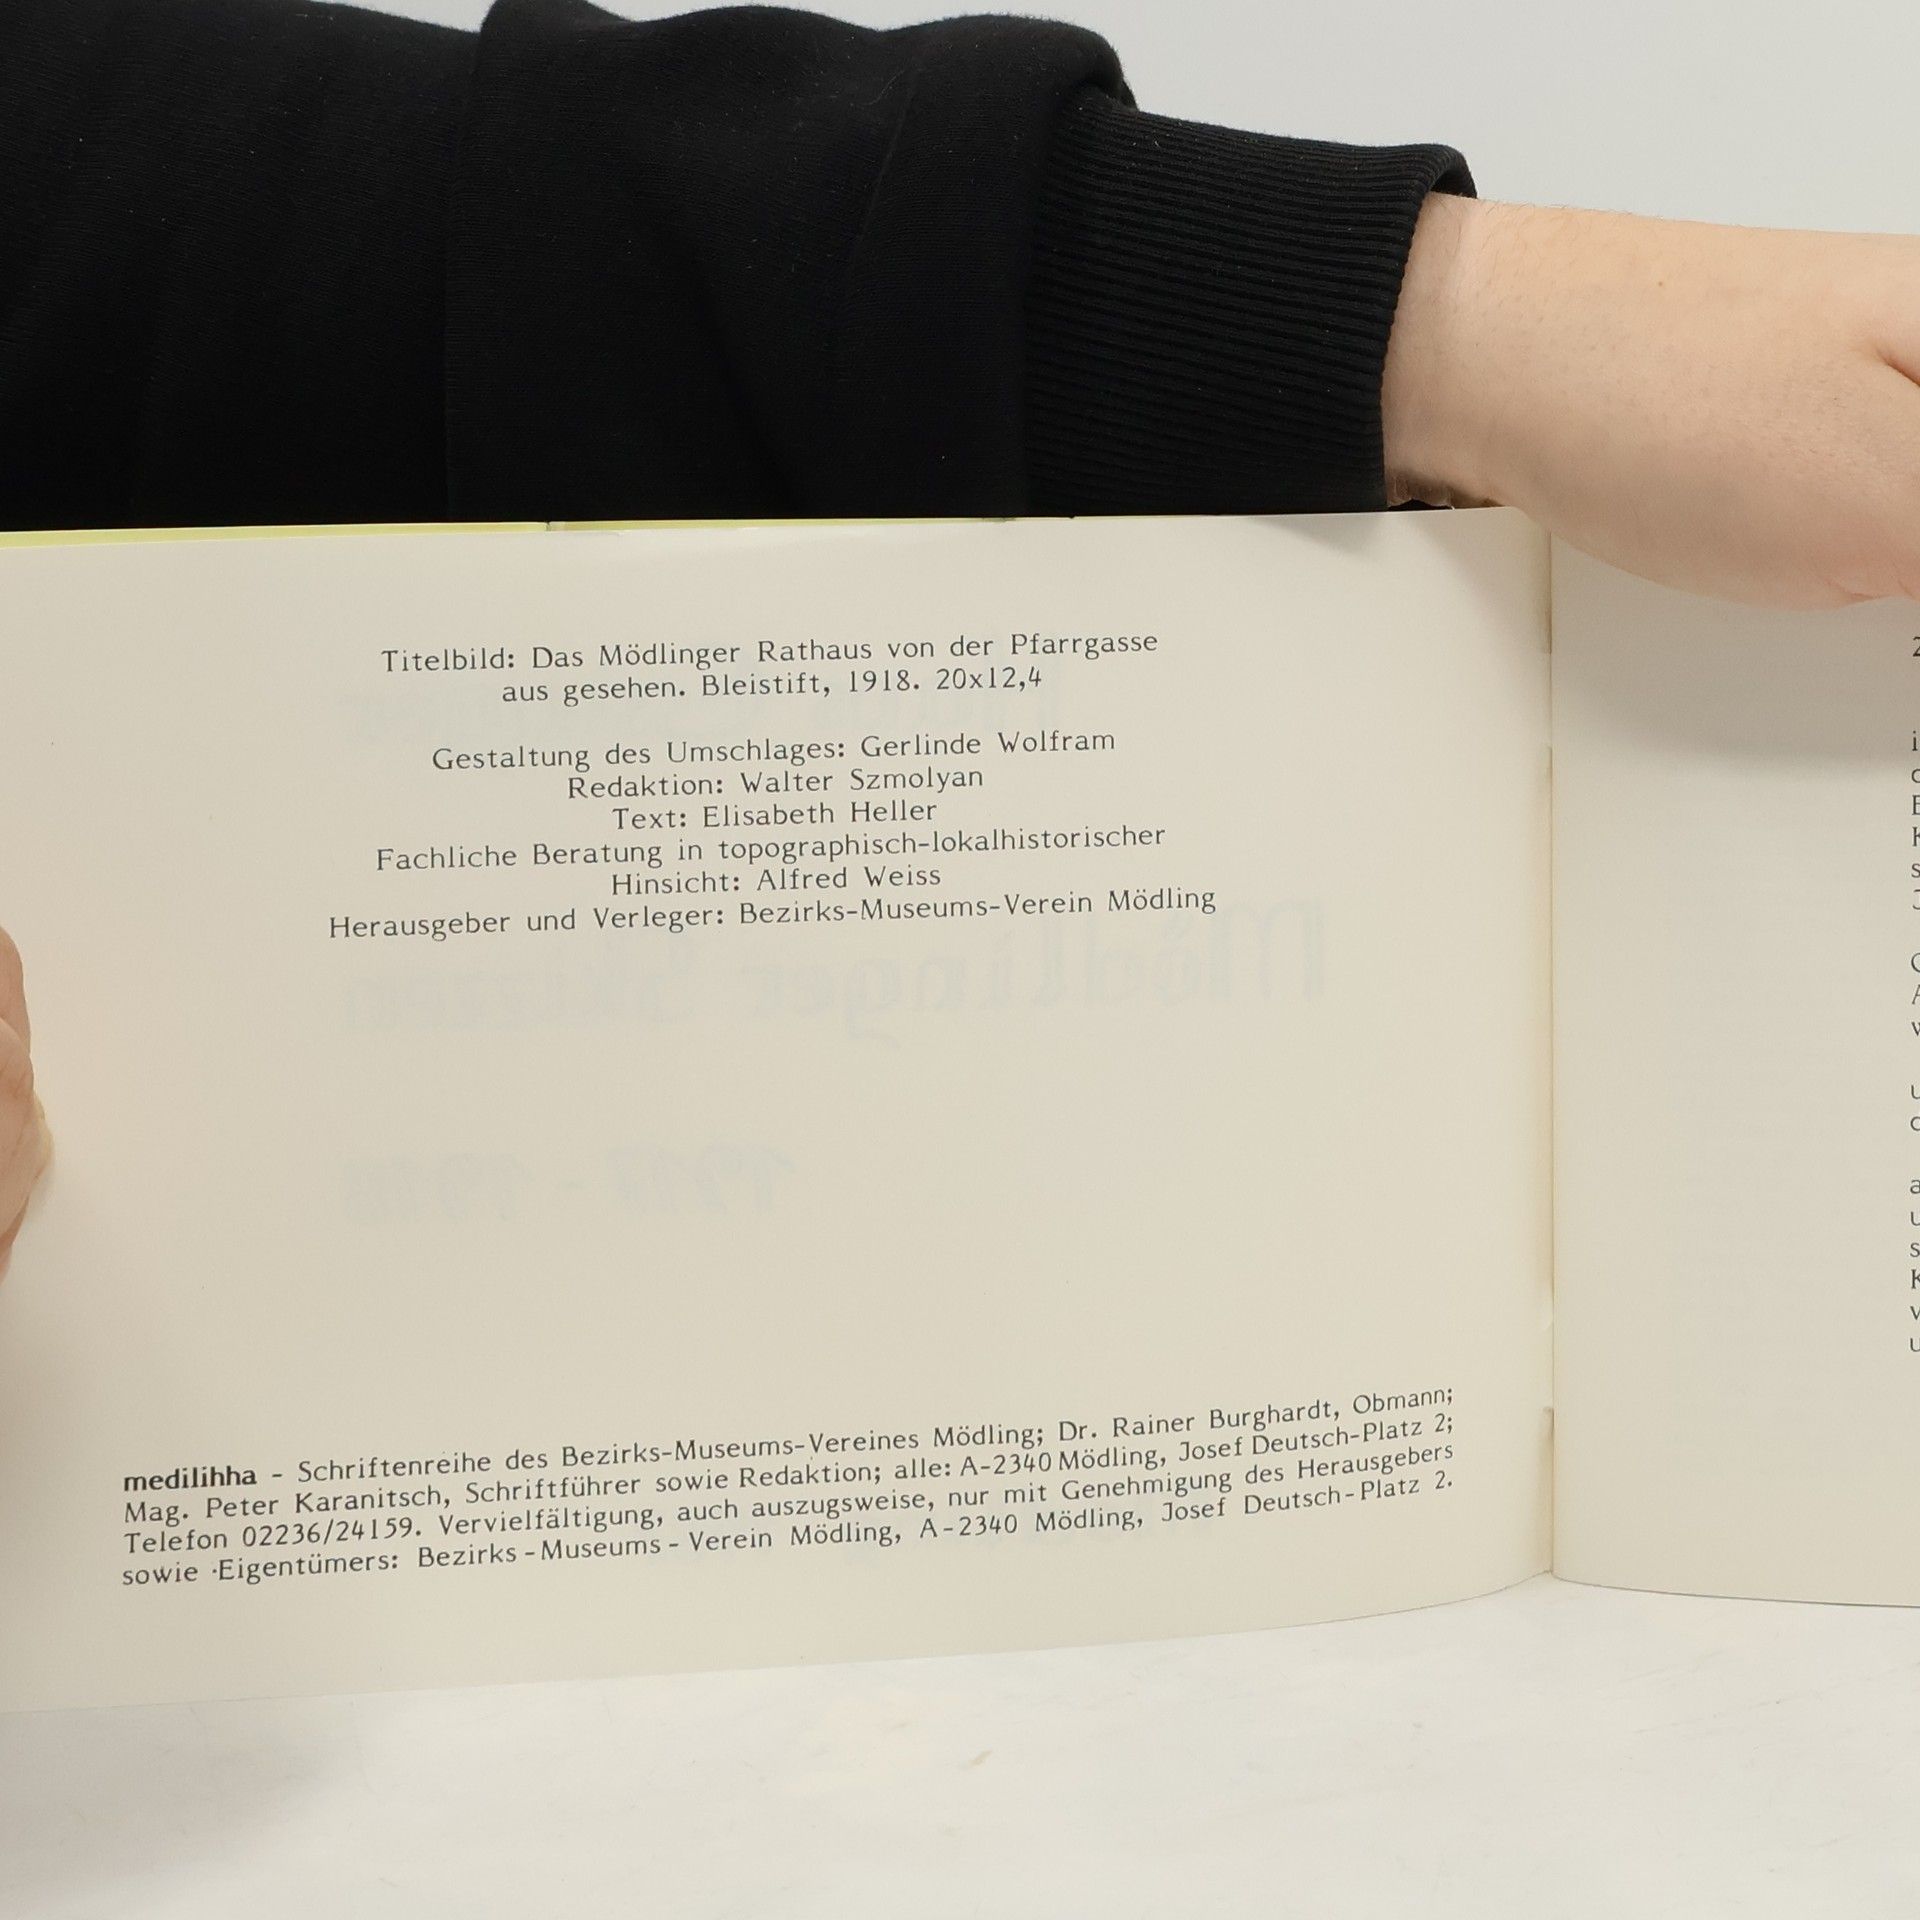 Titelbild: Das Mödlinger Rathaus von der Pfarrgasse
aus gesehen. Bleistift, 1918. 20x12,4
Gestaltung des Umschlages: Gerlinde Wolfram
Redaktion: Walter Szmolyan
Text: Elisabeth Heller
Fachliche Beratung in topographisch-lokalhistorischer
Hinsicht: Alfred Weiss
Herausgeber und Verleger: Bezirks-Museums-Verein Mödling
medilihha - Schriftenreihe des Bezirks-Museums-Vereines Mödling; Dr. Rainer Burghardt, Obmann;
Mag. Peter Karanitsch, Schriftführer sowie Redaktion; alle: A-2340 Mödling, Josef Deutsch-Platz 2;
Telefon 02236/24159. Vervielfältigung, auch auszugsweise, nur mit Genehmigung des Herausgebers
sowie ·Eigentümers: Bezirks-Museums-Verein Mödling, A-2340 Mödling, Josef Deutsch-Platz 2.